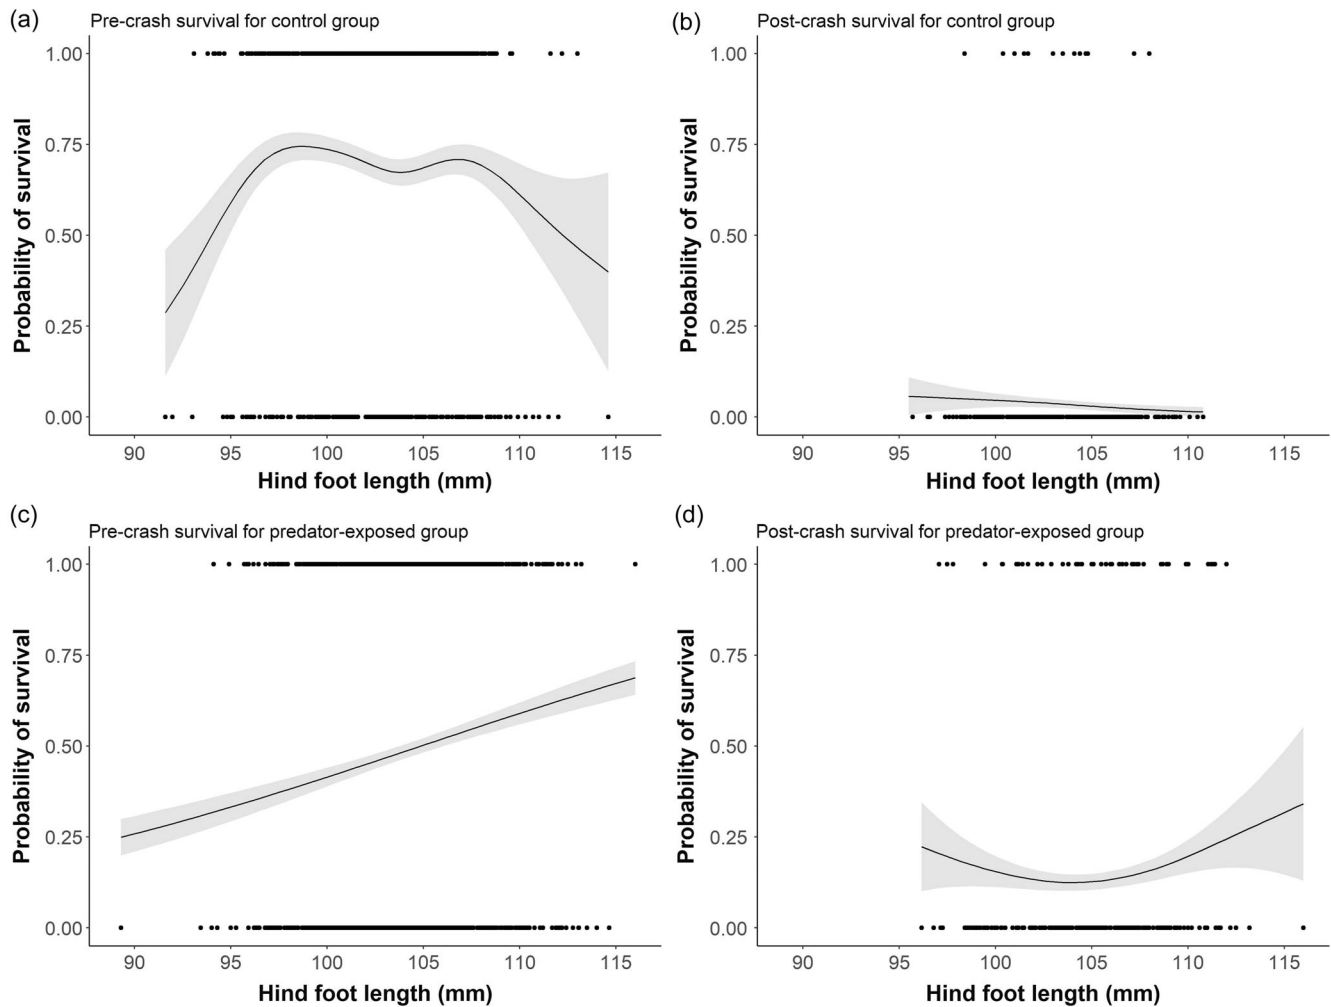 (a)
Pre-crash survival for control group
1.00
0.75
0.50
0.25
0.00
Probability of survival
90 95 100 105 110 115
Hind foot length (mm)
(b)
Post-crash survival for control group
1.00
0.75
0.50
0.25
0.00
Probability of survival
90 95 100 105 110 115
Hind foot length (mm)
(c)
Pre-crash survival for predator-exposed group
1.00
0.75
0.50
0.25
0.00
Probability of survival
90 95 100 105 110 115
Hind foot length (mm)
(d)
Post-crash survival for predator-exposed group
1.00
0.75
0.50
0.25
0.00
Probability of survival
90 95 100 105 110 115
Hind foot length (mm)